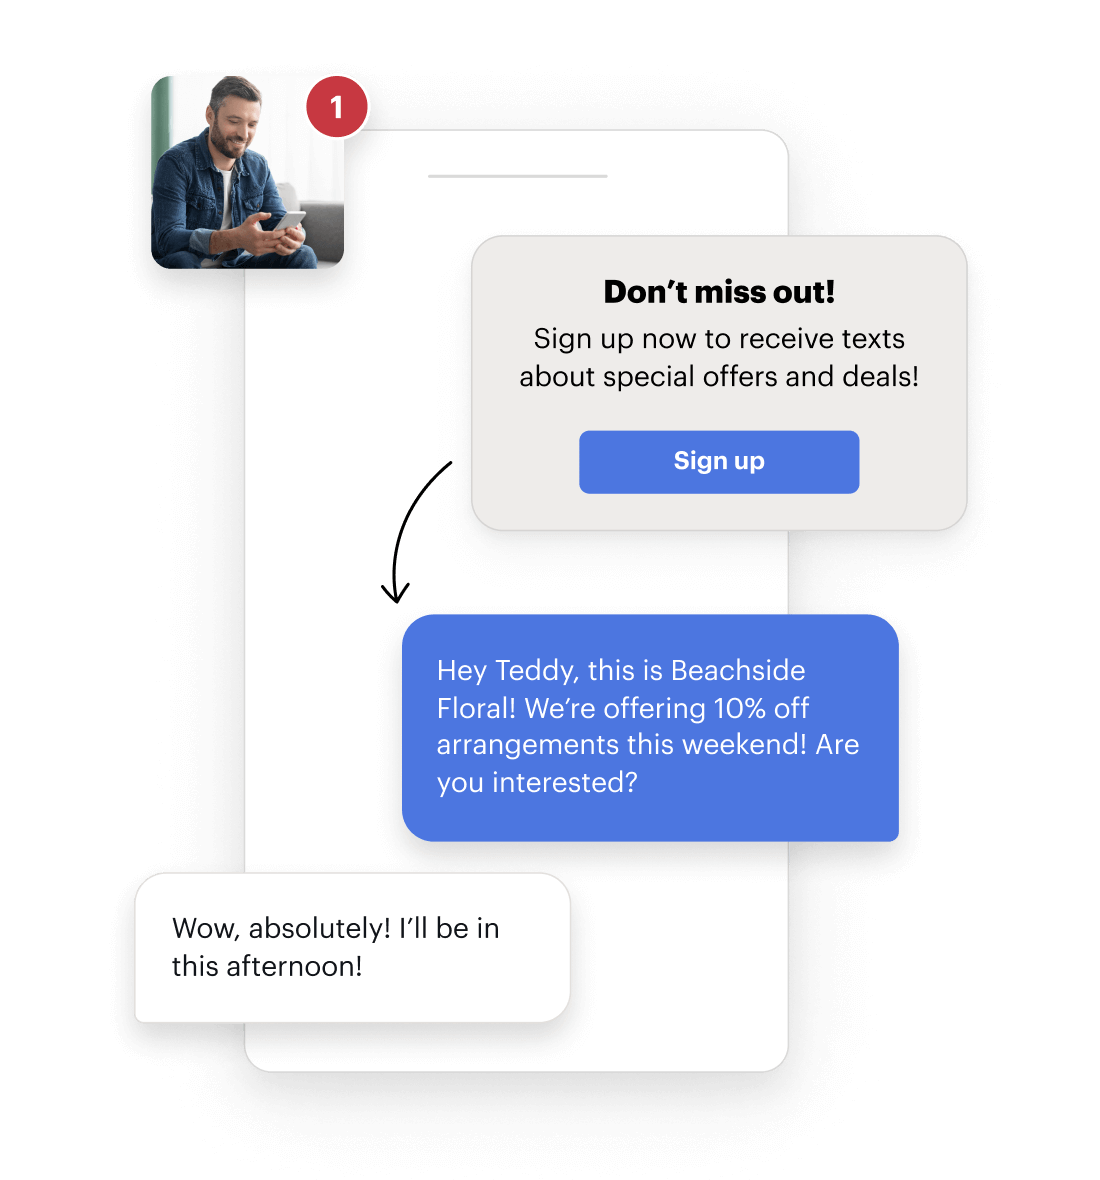 1
Don’t miss out!
Sign up now to receive texts
about special offers and deals!
Sign up
Hey Teddy, this is Beachside
Floral! We’re offering 10% off
arrangements this weekend! Are
you interested?
Wow, absolutely! I’ll be in
this afternoon!